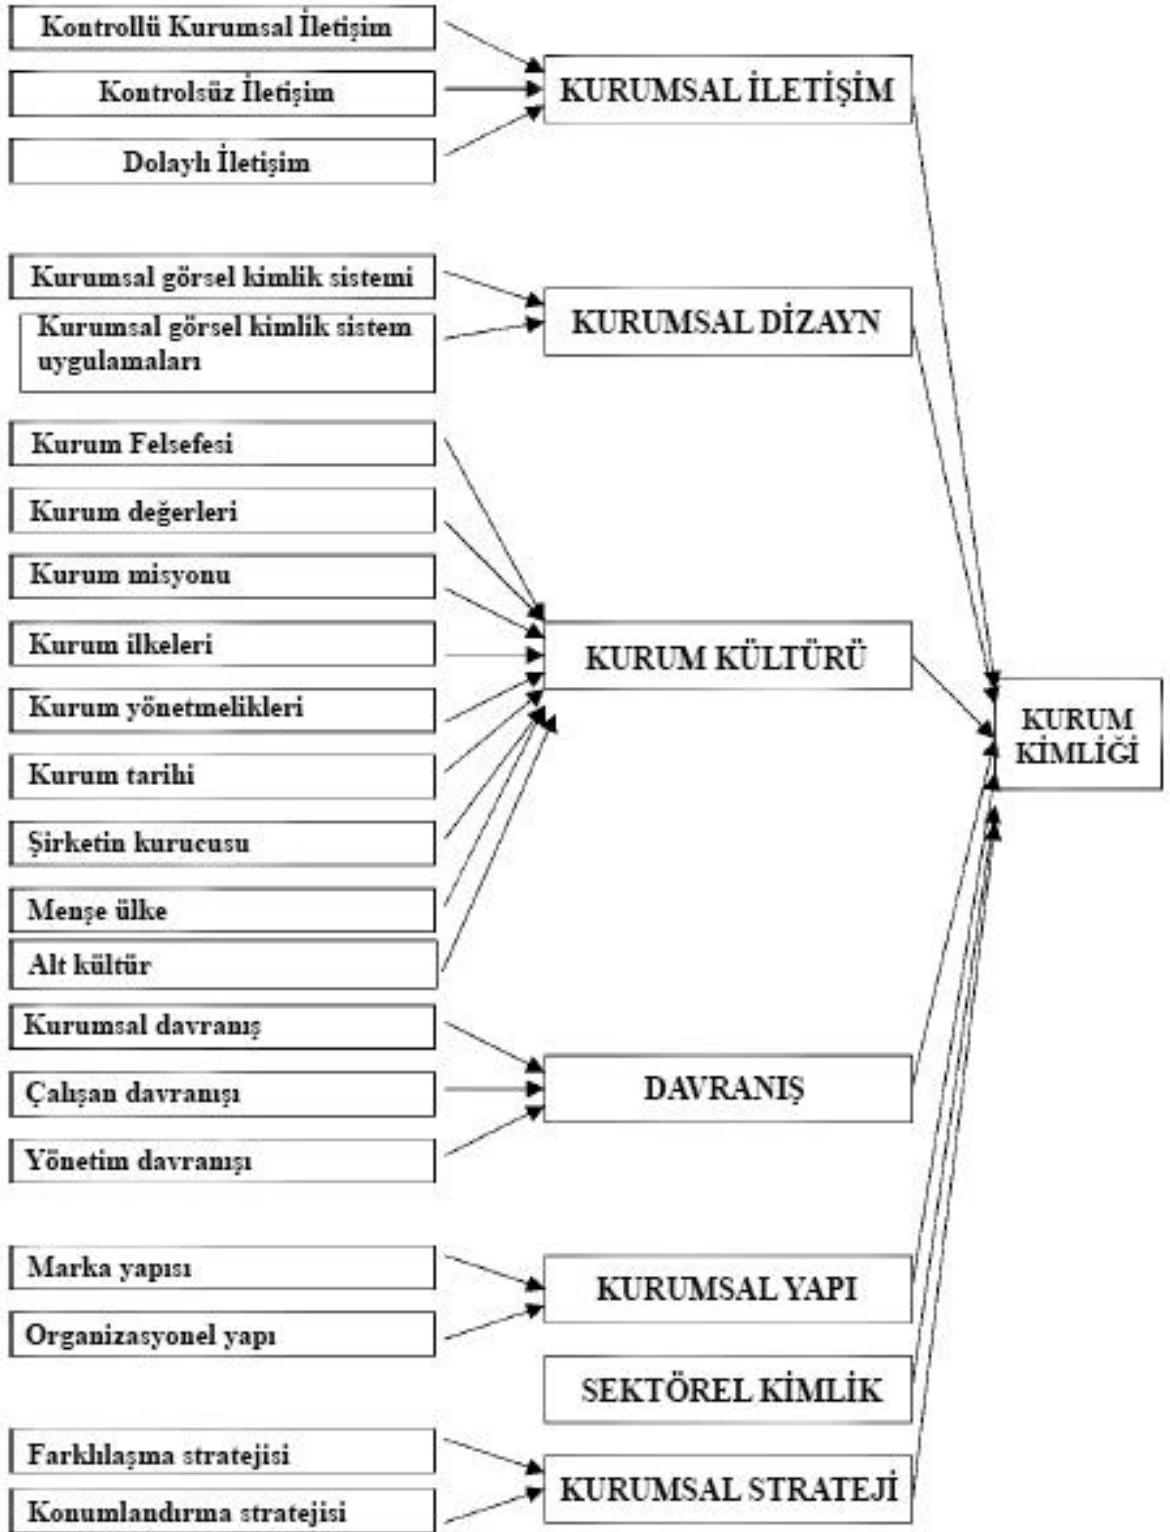 Kontrollü Kurumsal İletişim
Kontrolsüz İletişim
Dolaylı İletişim
KURUMSAL İLETİŞİM
Kurumsal görsel kimlik sistemi
Kurumsal görsel kimlik sistem
uygulamaları
KURUMSAL DİZAYN
Kurum Felsefesi
Kurum değerleri
Kurum misyonu
Kurum ilkeleri
Kurum yönetmelikleri
Kurum tarihi
Şirketin kurucusu
Menşe ülke
Alt kültür
KURUM KÜLTÜRÜ
Kurumsal davranış
Çalışan davranışı
Yönetim davranışı
DAVRANIŞ
Marka yapısı
Organizasyonel yapı
KURUMSAL YAPI
SEKTÖREL KİMLİK
Farklılaşma stratejisi
Konumlandırma stratejisi
KURUMSAL STRATEJİ
KURUM
KİMLİĞİ